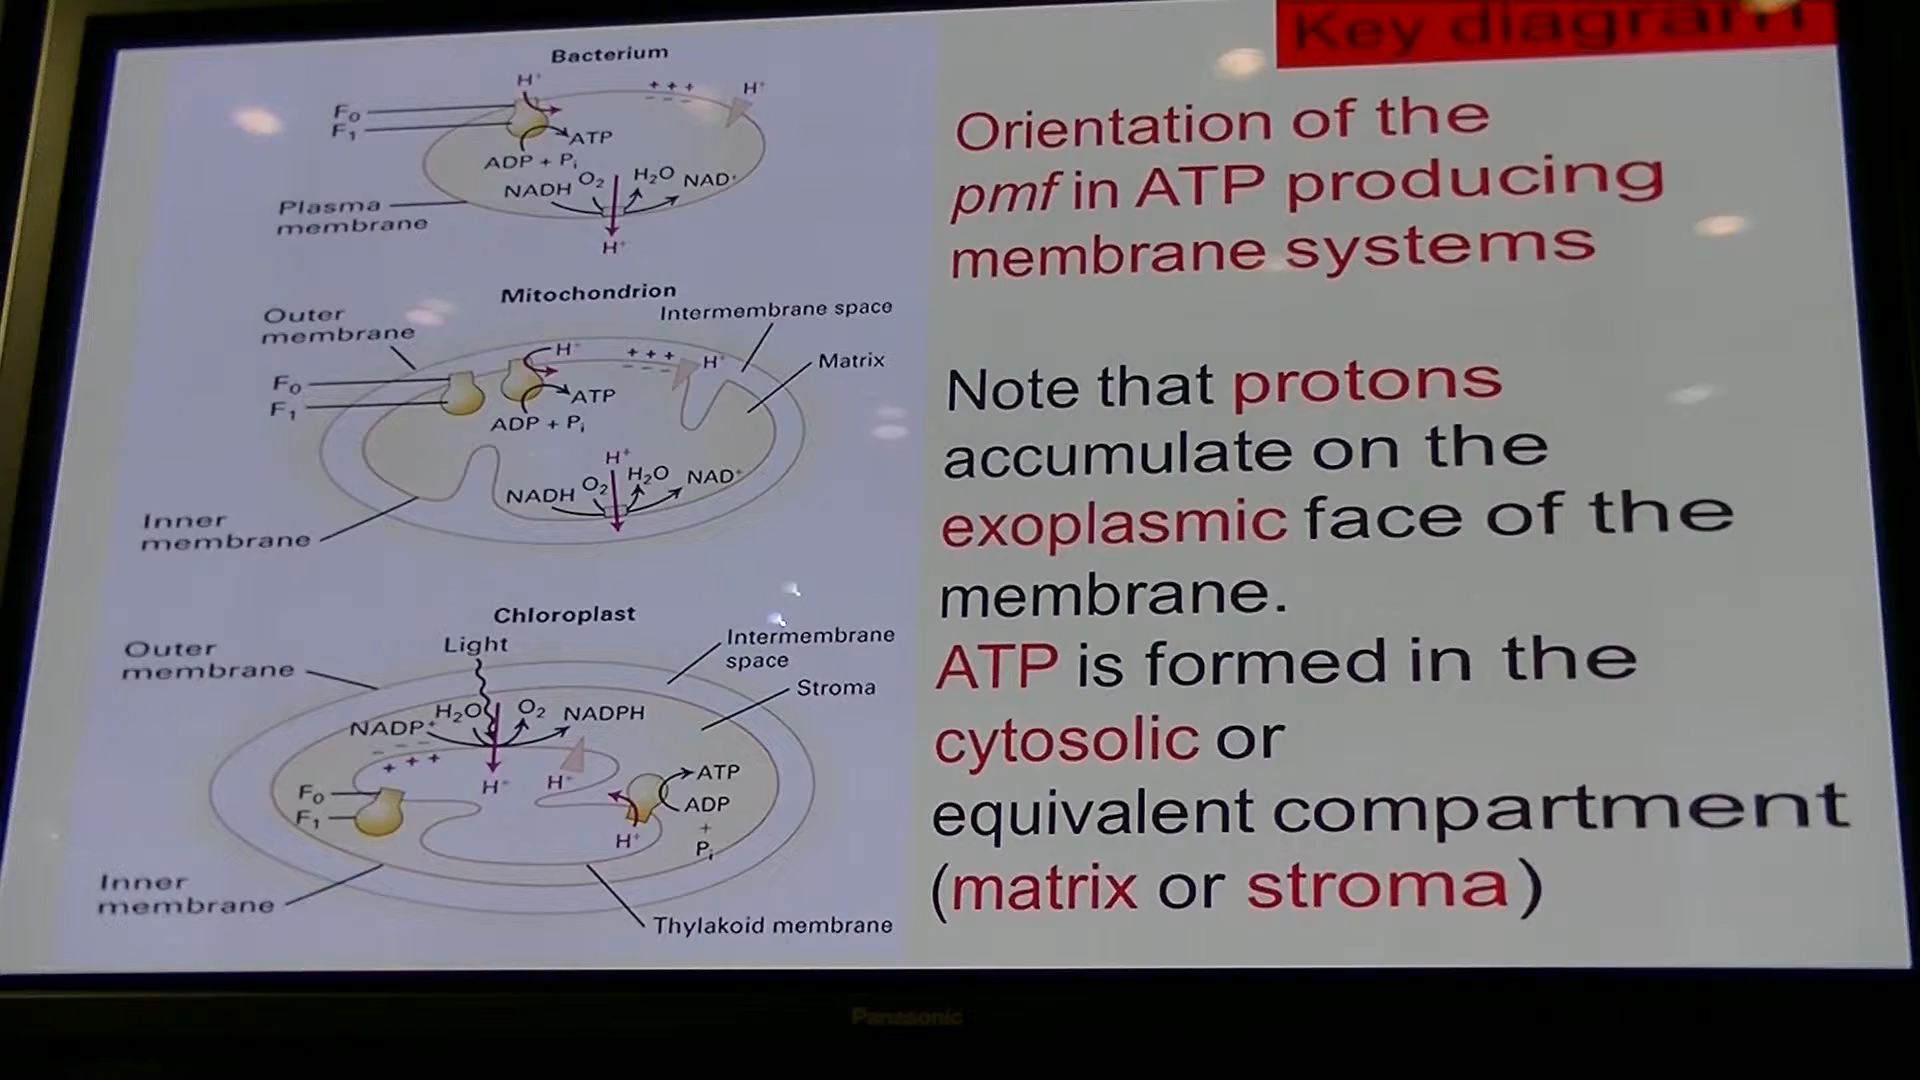 Key diagram
Bacterium
H⁺
+ + +
- - -
H⁺
F₀
F₁
ATP
ADP + Pᵢ
NADH O₂ H₂O NAD⁺
Plasma
membrane
H⁺
Mitochondrion
Outer
membrane
Intermembrane space
H⁺
+ + +
- - -
H⁺
Matrix
F₀
F₁
ATP
ADP + Pᵢ
H⁺
NADH O₂ H₂O NAD⁺
Inner
membrane
Chloroplast
Light
Outer
membrane
Intermembrane
space
Stroma
NADP⁺ H₂O O₂ NADPH
- - -
+ + +
H⁺
H⁺
F₀
F₁
ATP
ADP
+
Pᵢ
H⁺
Inner
membrane
Thylakoid membrane
Orientation of the
pmf in ATP producing
membrane systems
Note that protons
accumulate on the
exoplasmic face of the
membrane.
ATP is formed in the
cytosolic or
equivalent compartment
(matrix or stroma)
Panasonic